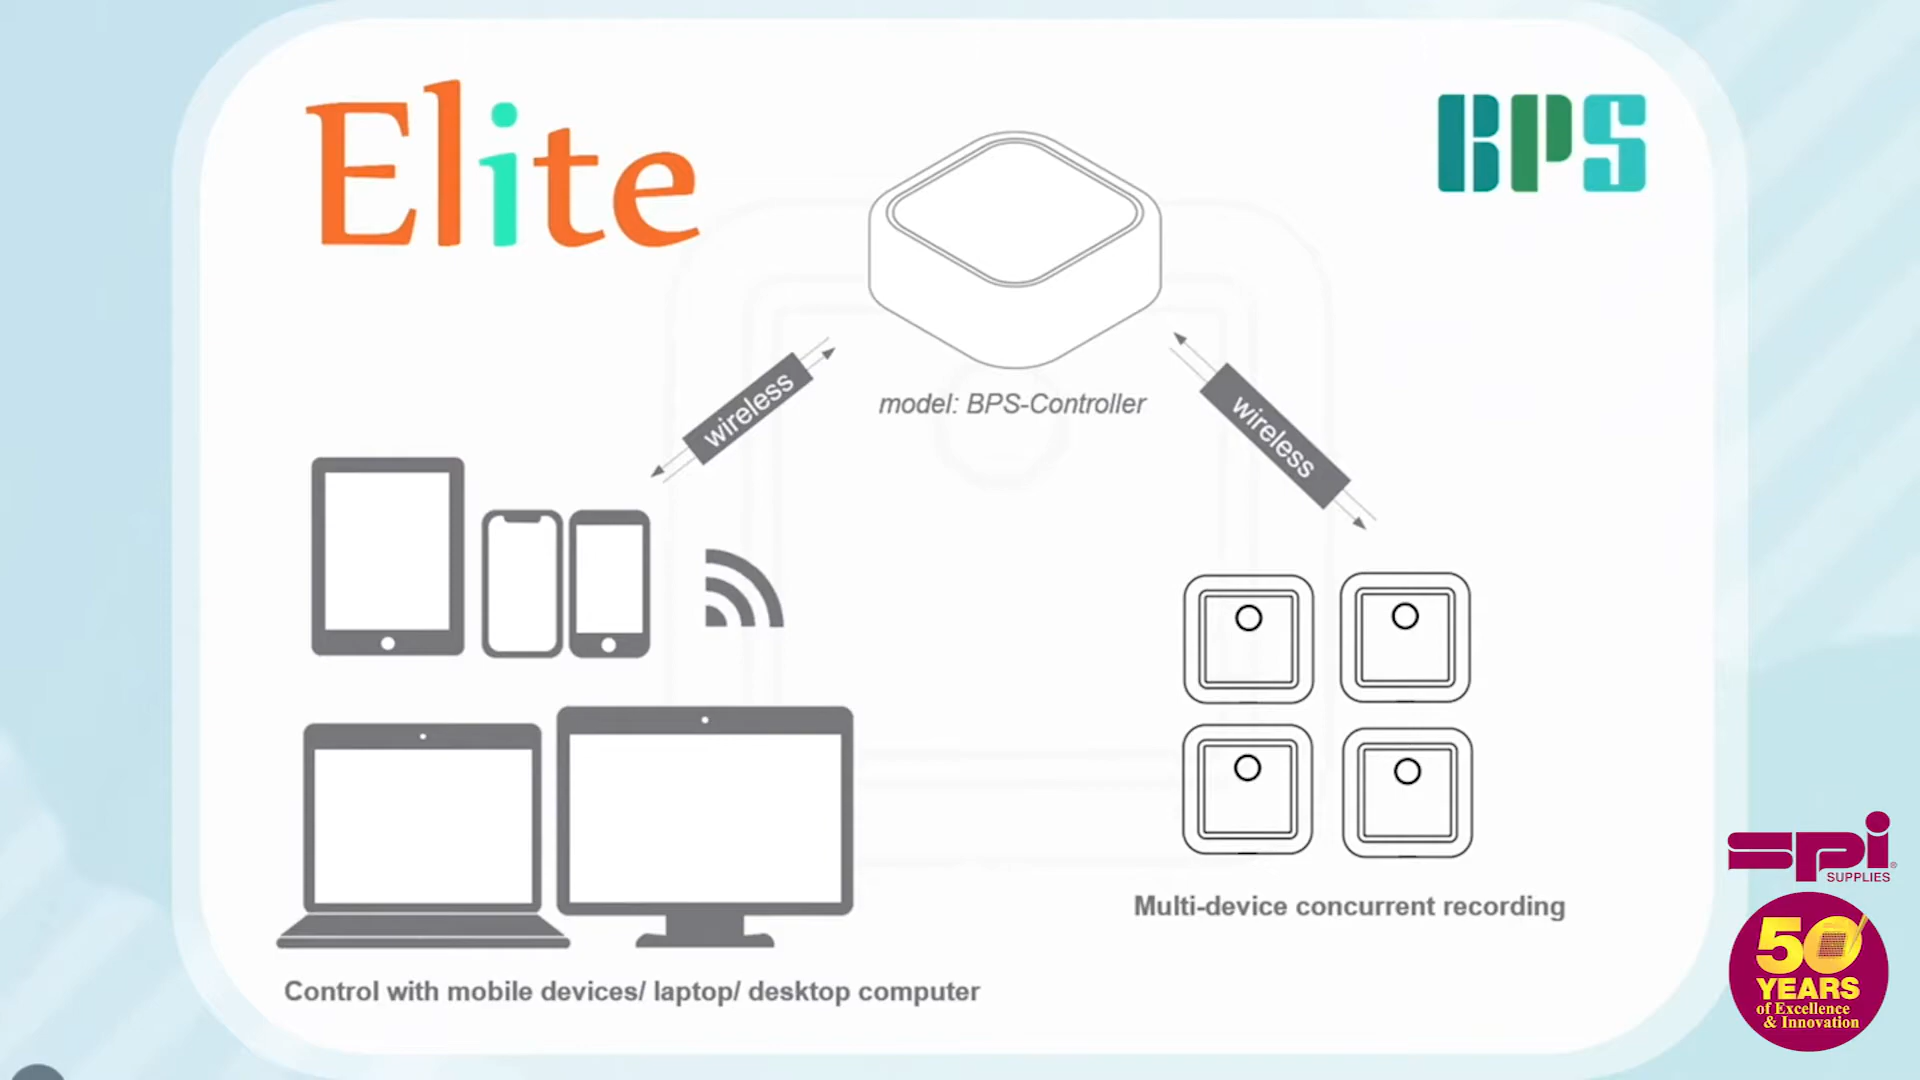 Elite
BPS
model: BPS-Controller
wireless
wireless
Multi-device concurrent recording
Control with mobile devices/ laptop/ desktop computer
spi®
SUPPLIES
50
YEARS
of Excellence
& Innovation